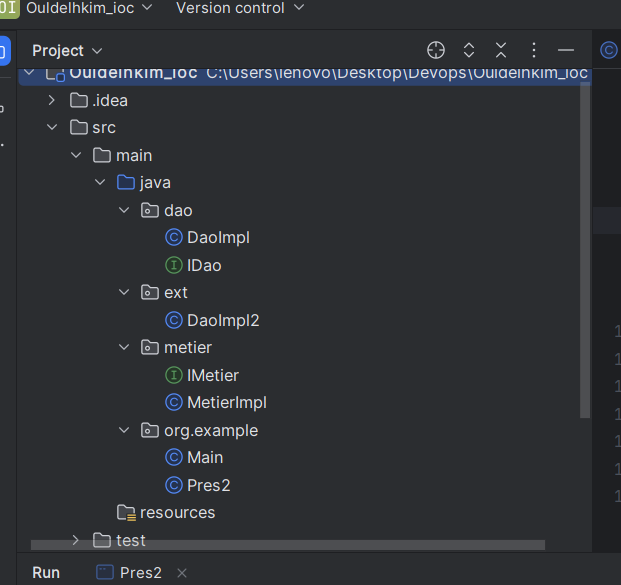 OI Ouldelhkim_ioc Version control
Project
Ouldelhkim_ioc C:\Users\lenovo\Desktop\Devops\Ouldelhkim_ioc
.idea
src
main
java
dao
C DaoImpl
I IDao
ext
C DaoImpl2
metier
I IMetier
C MetierImpl
org.example
C Main
C Pres2
resources
test
Run Pres2